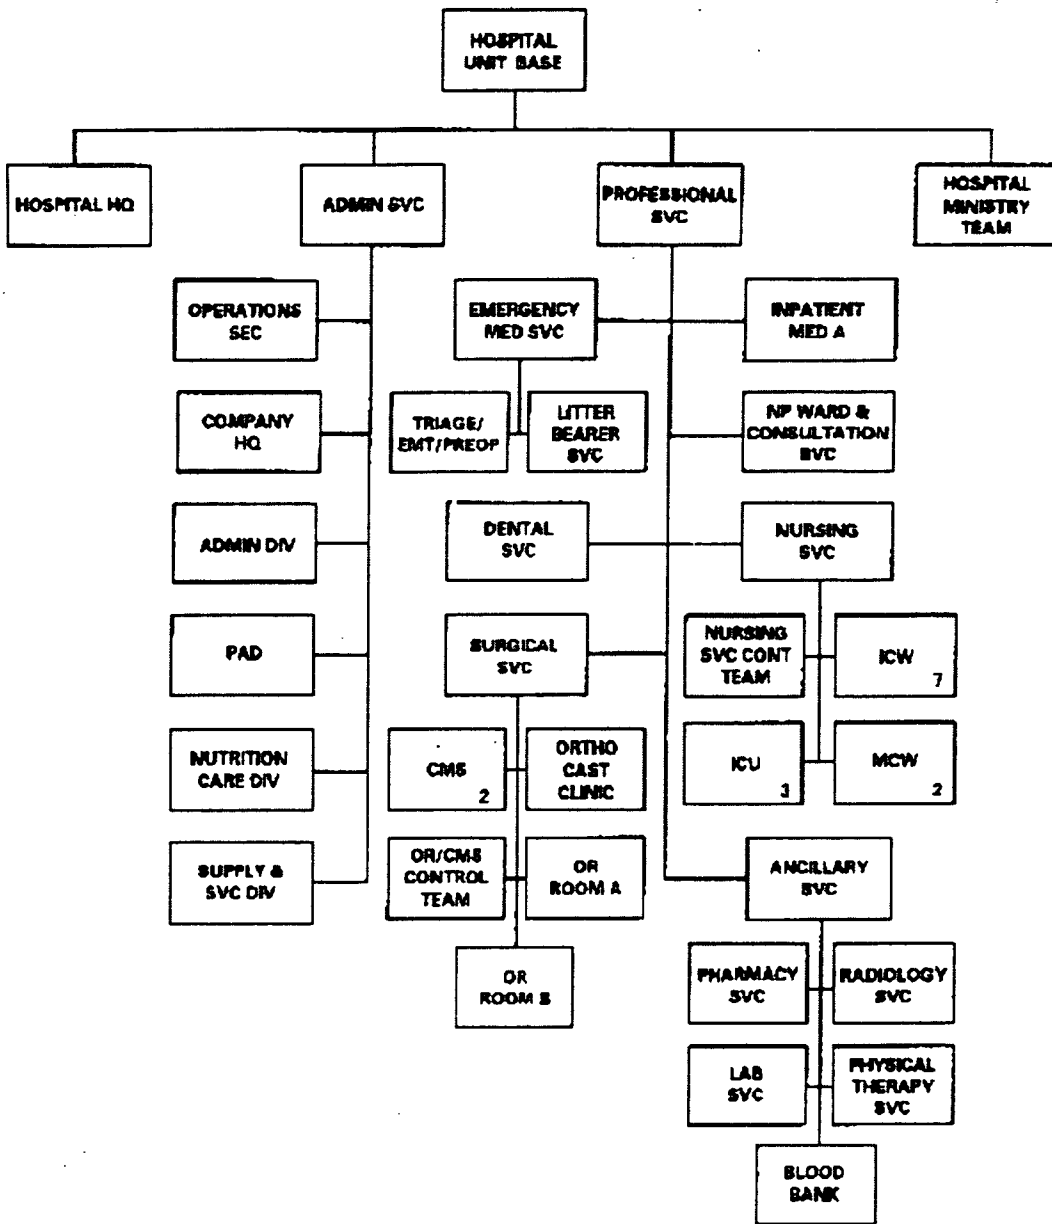 HOSPITAL
UNIT BASE
HOSPITAL HQ
ADMIN SVC
PROFESSIONAL
SVC
HOSPITAL
MINISTRY
TEAM
OPERATIONS
SEC
EMERGENCY
MED SVC
INPATIENT
MED A
COMPANY
HQ
TRIAGE/
EMT/PREOP
LITTER
BEARER
SVC
NP WARD &
CONSULTATION
SVC
ADMIN DIV
DENTAL
SVC
NURSING
SVC
PAD
SURGICAL
SVC
NURSING
SVC CONT
TEAM
ICW
7
NUTRITION
CARE DIV
CMS
2
ORTHO
CAST
CLINIC
ICU
3
MCW
2
SUPPLY &
SVC DIV
OR/CMS
CONTROL
TEAM
OR
ROOM A
ANCILLARY
SVC
OR
ROOM B
PHARMACY
SVC
RADIOLOGY
SVC
LAB
SVC
PHYSICAL
THERAPY
SVC
BLOOD
BANK